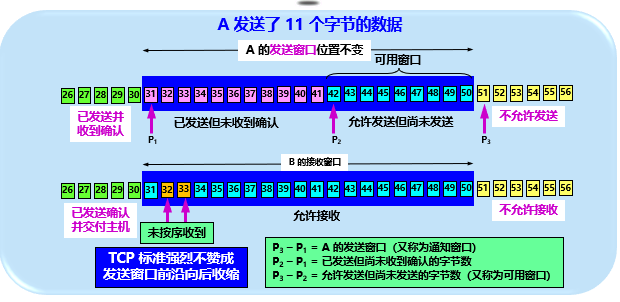 A 发送了 11 个字节的数据
A 的发送窗口位置不变
可用窗口
26 27 28 29 30 31 32 33 34 35 36 37 38 39 40 41 42 43 44 45 46 47 48 49 50 51 52 53 54 55 56
已发送并
收到确认
已发送但未收到确认
允许发送但尚未发送
不允许发送
P1
P2
P3
B 的接收窗口
26 27 28 29 30 31 32 33 34 35 36 37 38 39 40 41 42 43 44 45 46 47 48 49 50 51 52 53 54 55 56
已发送确认
并交付主机
允许接收
不允许接收
未按序收到
TCP 标准强烈不赞成
发送窗口前沿向后收缩
P3 – P1 = A 的发送窗口（又称为通知窗口）
P2 – P1 = 已发送但尚未收到确认的字节数
P3 – P2 = 允许发送但尚未发送的字节数（又称为可用窗口）